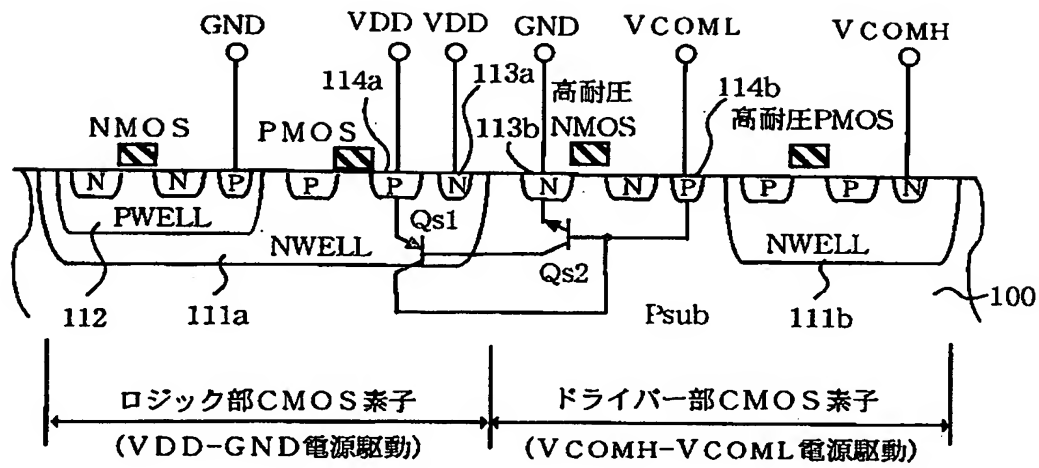 GND VDD VDD GND VCOML VCOMH
114a 113a 高耐圧 114b
NMOS PMOS 113b NMOS 高耐圧PMOS
N N P P P N N N P P P N
PWELL Qs1
NWELL Qs2 NWELL
112 111a Psub 111b 100
ロジック部CMOS素子 ドライバー部CMOS素子
(VDD-GND電源駆動) (VCOMH-VCOML電源駆動)